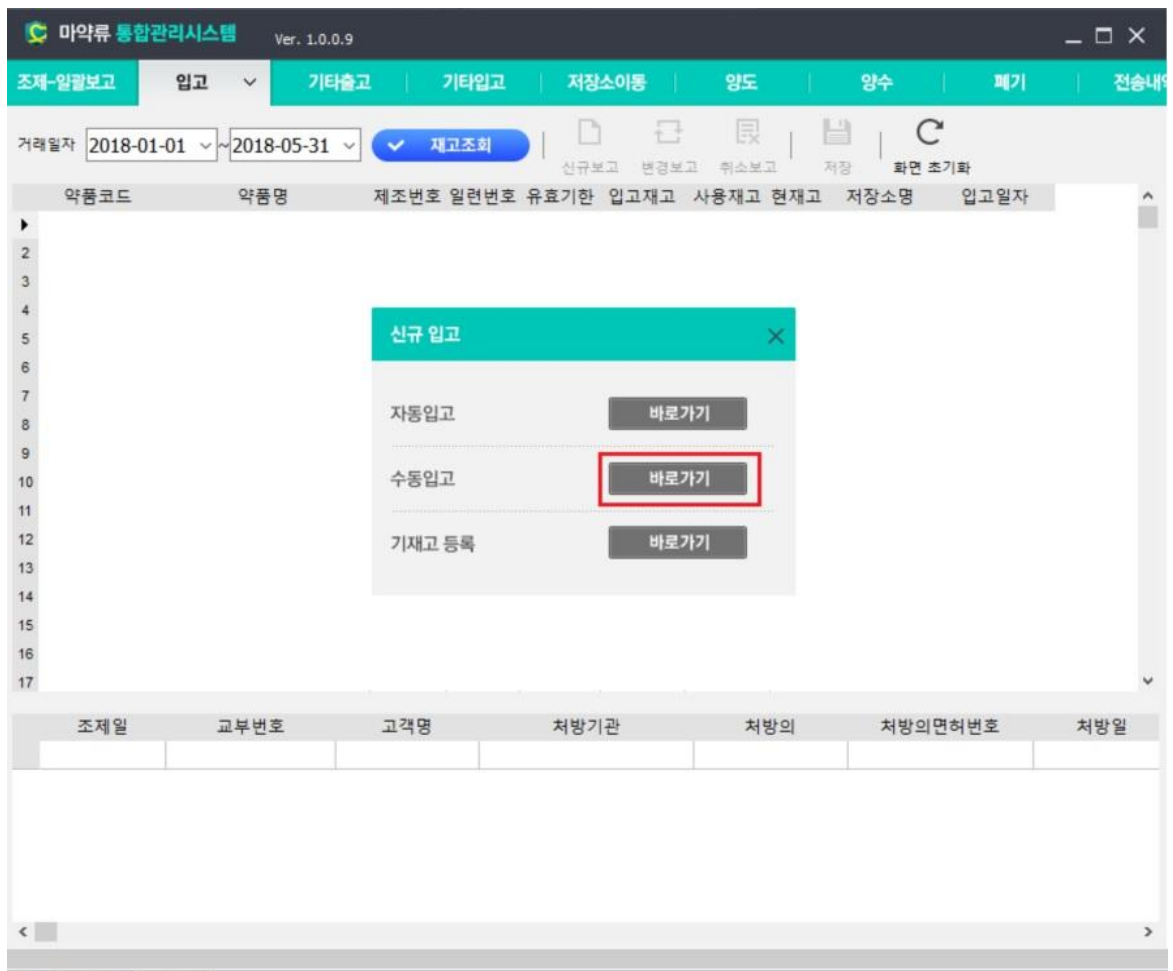 마약류 통합관리시스템 Ver. 1.0.0.9
조제-일괄보고 입고 기타출고 기타입고 저장소이동 양도 양수 폐기 전송내역
거래일자 2018-01-01 ~ 2018-05-31 재고조회 신규보고 변경보고 취소보고 저장 화면 초기화
약품코드 약품명 제조번호 일련번호 유효기한 입고재고 사용재고 현재고 저장소명 입고일자
2
3
4
5
6
7
8
9
10
11
12
13
14
15
16
17
신규 입고
자동입고 바로가기
수동입고 바로가기
기재고 등록 바로가기
조제일 교부번호 고객명 처방기관 처방의 처방의면허번호 처방일